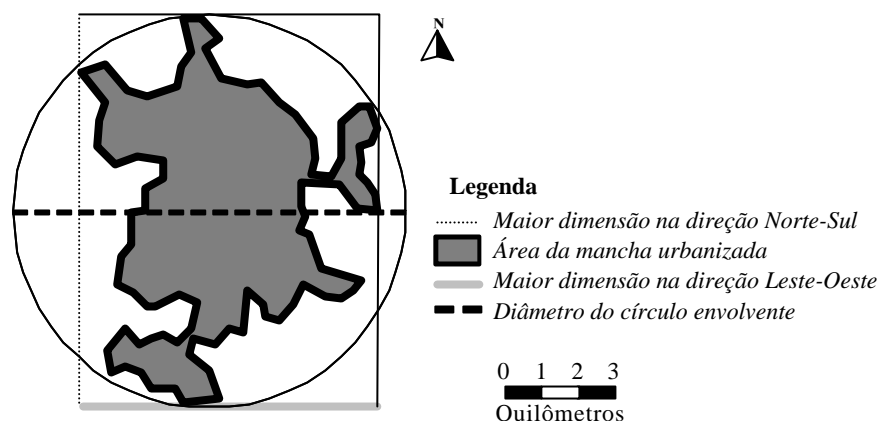 N
Legenda
Maior dimensão na direção Norte-Sul
Área da mancha urbanizada
Maior dimensão na direção Leste-Oeste
Diâmetro do círculo envolvente
0 1 2 3
Quilômetros